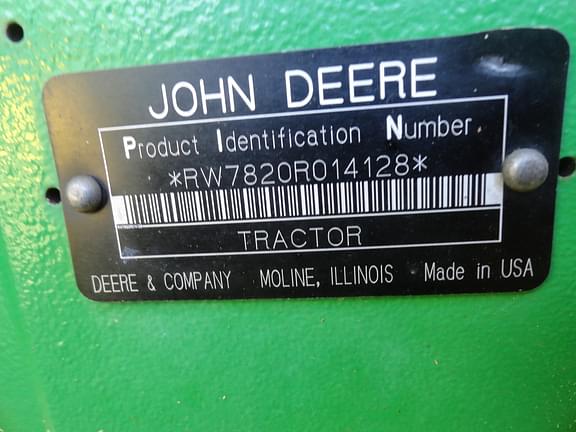 JOHN DEERE
Product Identification Number
*RW7820R014128*
TRACTOR
DEERE & COMPANY MOLINE, ILLINOIS Made in USA